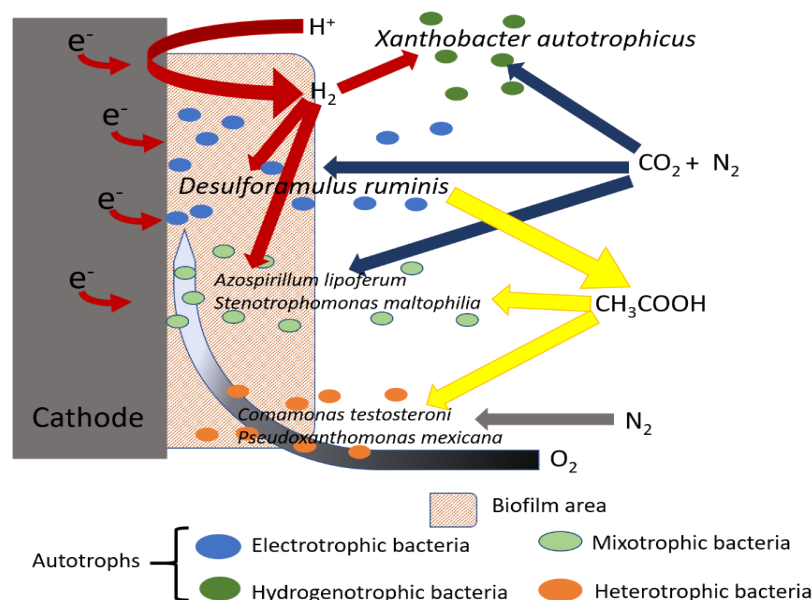 e⁻
H⁺
Xanthobacter autotrophicus
H₂
e⁻
CO₂ + N₂
Desulforamulus ruminis
e⁻
e⁻
Azospirillum lipoferum
Stenotrophomonas maltophilia
CH₃COOH
Cathode
Comamonas testosteroni
Pseudoxanthomonas mexicana
N₂
O₂
Biofilm area
Autotrophs
Electrotrophic bacteria
Mixotrophic bacteria
Hydrogenotrophic bacteria
Heterotrophic bacteria